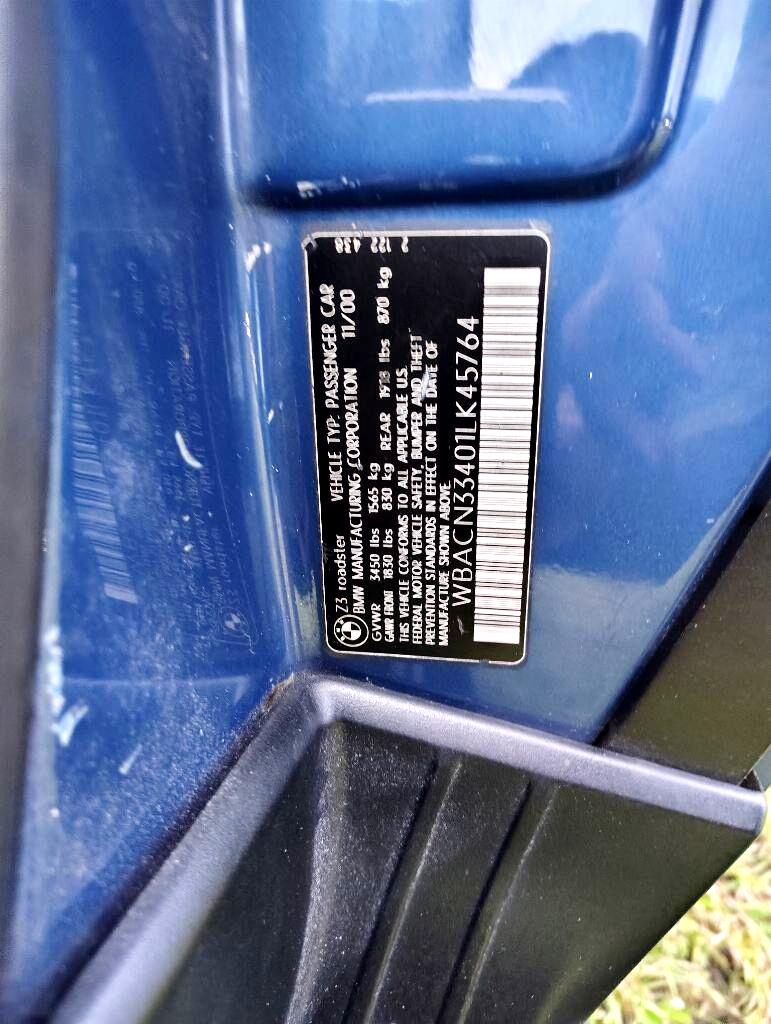 2 122 438
Z3 roadster VEHICLE TYP: PASSENGER CAR
BMW MANUFACTURING CORPORATION 11/00
GVWR 3450 lbs 1565 kg
GAWR FRONT 1830 lbs 830 kg REAR 1918 lbs 870 kg
THIS VEHICLE CONFORMS TO ALL APPLICABLE U.S.
FEDERAL MOTOR VEHICLE SAFETY, BUMPER AND THEFT
PREVENTION STANDARDS IN EFFECT ON THE DATE OF
MANUFACTURE SHOWN ABOVE
WBACN33401LK45764